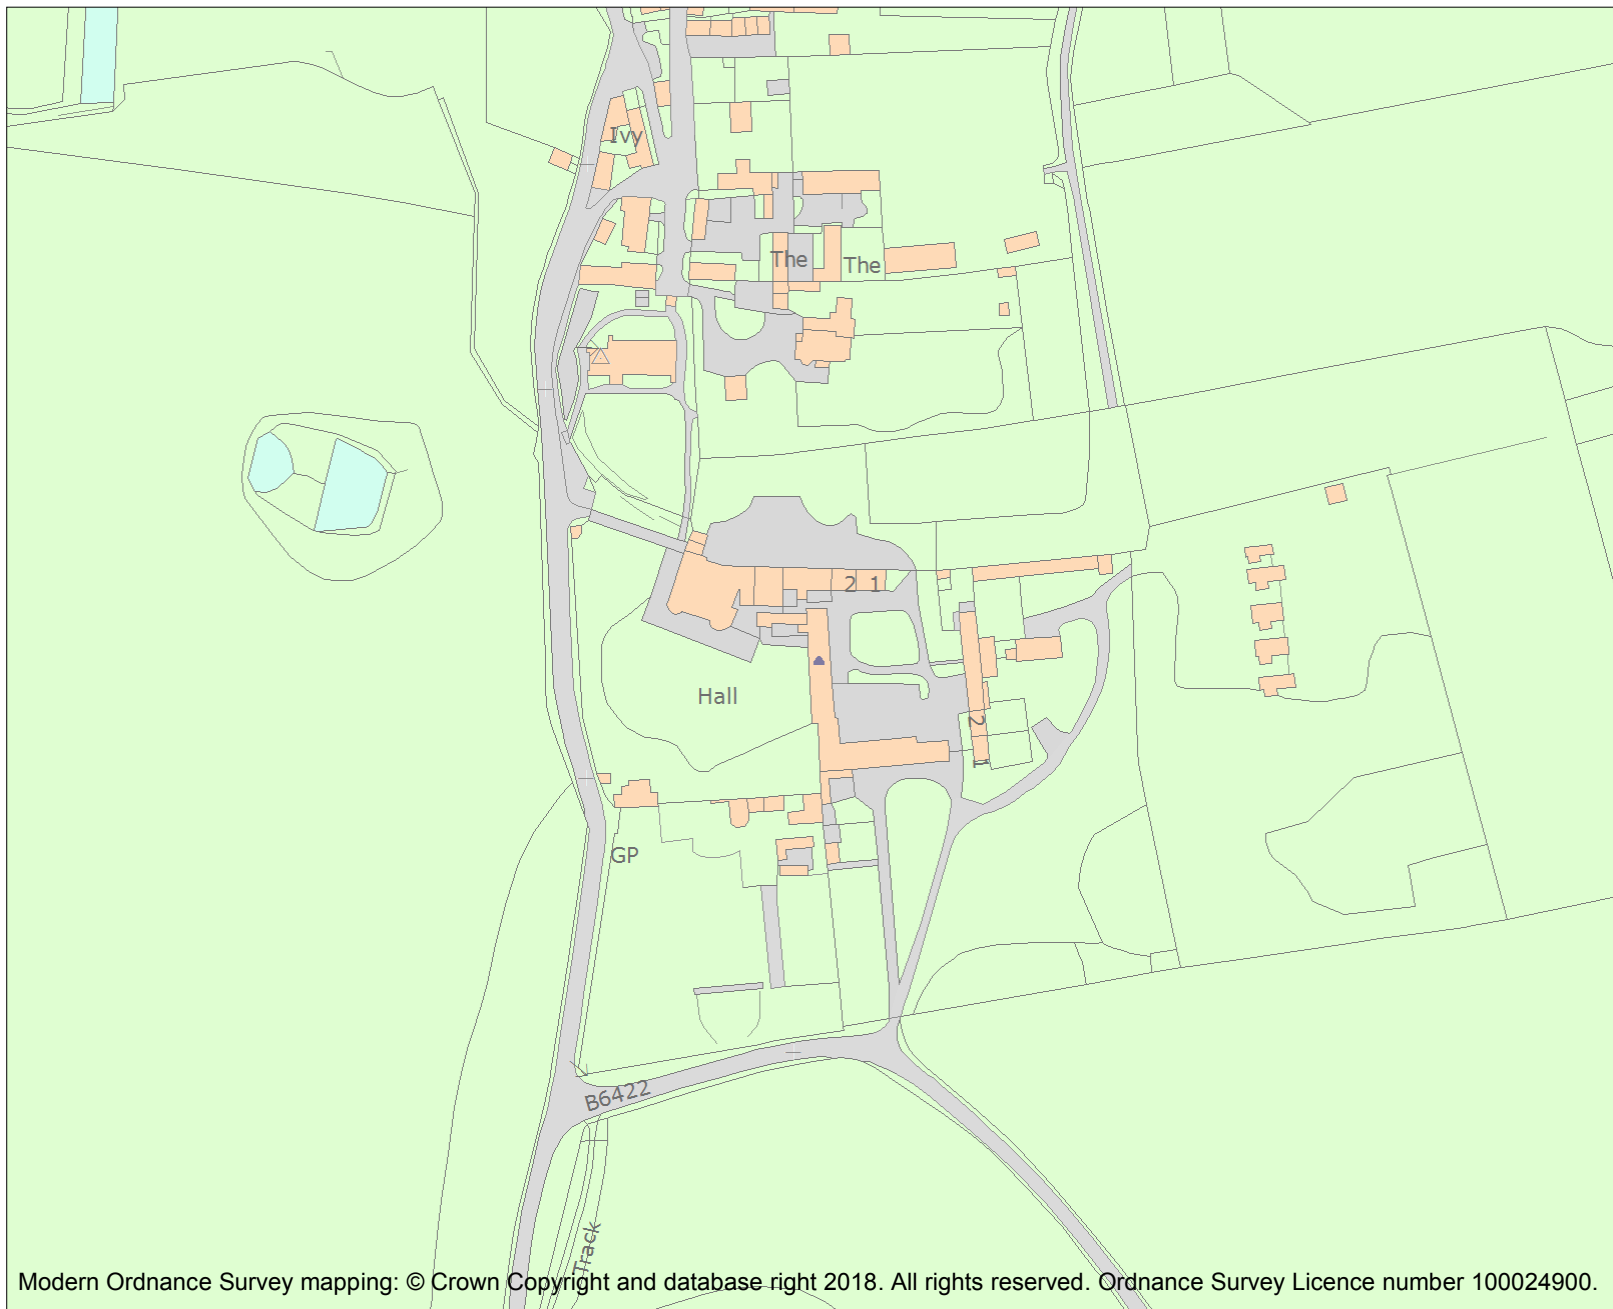 Ivy
The
The
2 1
Hall
2
1
GP
B6422
Track
Modern Ordnance Survey mapping: © Crown Copyright and database right 2018. All rights reserved. Ordnance Survey Licence number 100024900.